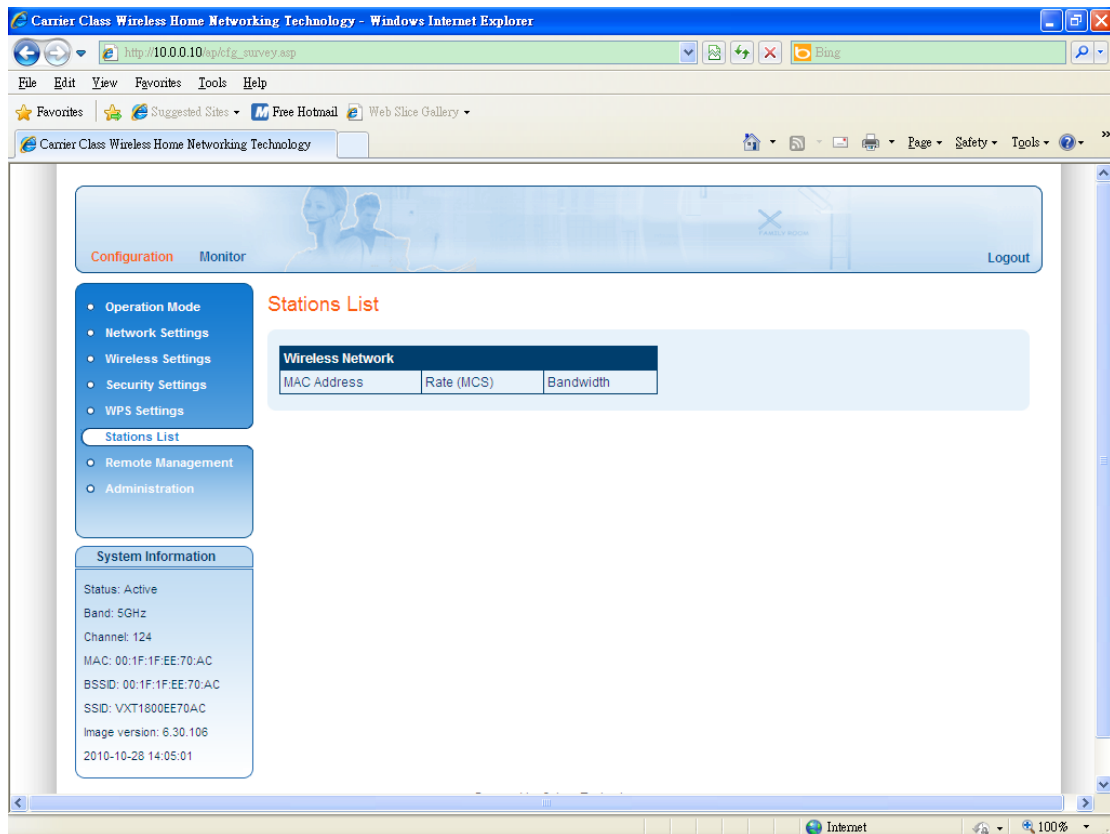 Carrier Class Wireless Home Networking Technology - Windows Internet Explorer
http://10.0.0.10/ap/cfg_survey.asp
Bing
File Edit View Favorites Tools Help
Favorites Suggested Sites Free Hotmail Web Slice Gallery
Carrier Class Wireless Home Networking Technology
Page Safety Tools
FAMILY ROOM
Configuration Monitor
Logout
Operation Mode
Network Settings
Wireless Settings
Security Settings
WPS Settings
Stations List
Remote Management
Administration
Stations List
Wireless Network
MAC Address Rate (MCS) Bandwidth
System Information
Status: Active
Band: 5GHz
Channel: 124
MAC: 00:1F:1F:EE:70:AC
BSSID: 00:1F:1F:EE:70:AC
SSID: VXT1800EE70AC
Image version: 6.30.106
2010-10-28 14:05:01
Internet
100%